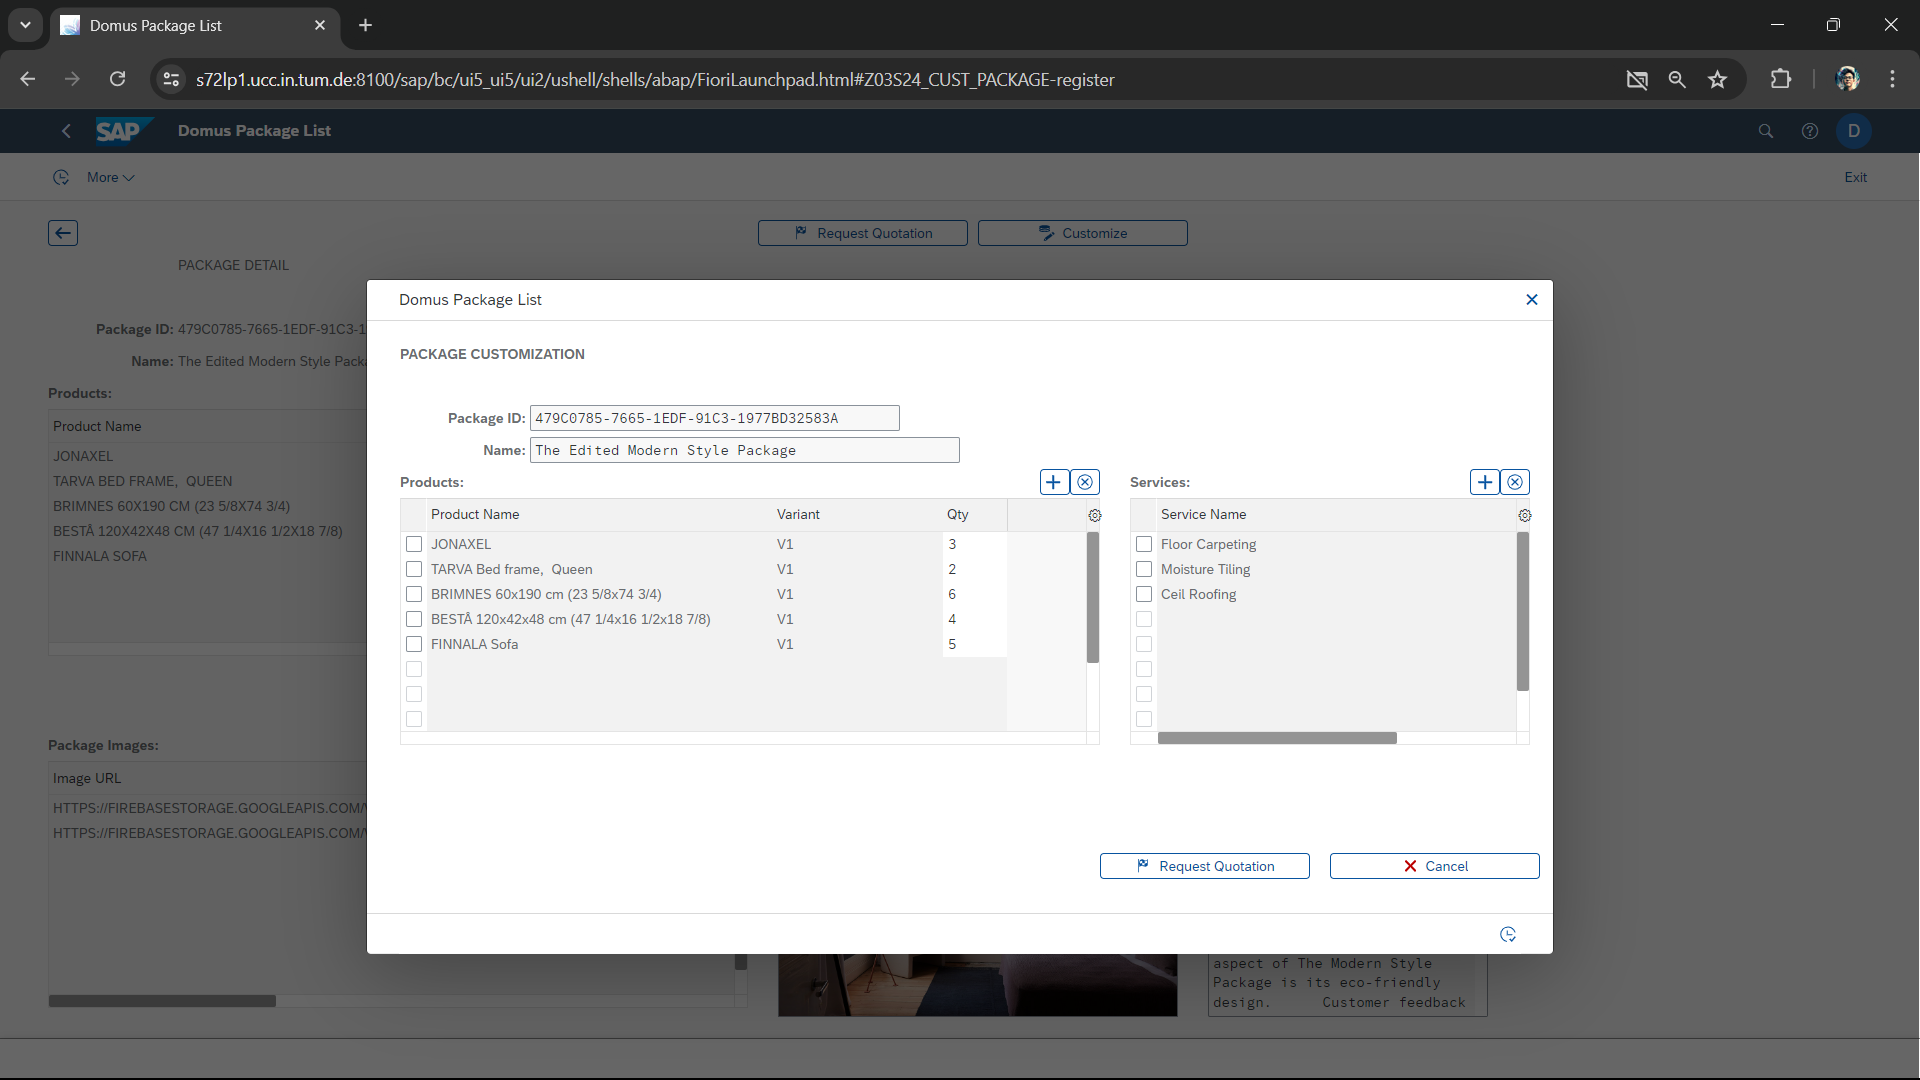 Domus Package List
s72lp1.ucc.in.tum.de:8100/sap/bc/ui5_ui5/ui2/ushell/shells/abap/FioriLaunchpad.html#Z03S24_CUST_PACKAGE-register
SAP
Domus Package List
D
More
Exit
Request Quotation
Customize
PACKAGE DETAIL
Package ID: 479C0785-7665-1EDF-91C3-1
Name: The Edited Modern Style Packa
Products:
Product Name
JONAXEL
TARVA BED FRAME, QUEEN
BRIMNES 60X190 CM (23 5/8X74 3/4)
BESTÅ 120X42X48 CM (47 1/4X16 1/2X18 7/8)
FINNALA SOFA
Package Images:
Image URL
HTTPS://FIREBASESTORAGE.GOOGLEAPIS.COM/
HTTPS://FIREBASESTORAGE.GOOGLEAPIS.COM/
Domus Package List
PACKAGE CUSTOMIZATION
Package ID: 479C0785-7665-1EDF-91C3-1977BD32583A
Name: The Edited Modern Style Package
Products:
Product Name Variant Qty
JONAXEL V1 3
TARVA Bed frame, Queen V1 2
BRIMNES 60x190 cm (23 5/8x74 3/4) V1 6
BESTÅ 120x42x48 cm (47 1/4x16 1/2x18 7/8) V1 4
FINNALA Sofa V1 5
Services:
Service Name
Floor Carpeting
Moisture Tiling
Ceil Roofing
Request Quotation
Cancel
aspect of The Modern Style
Package is its eco-friendly
design. Customer feedback